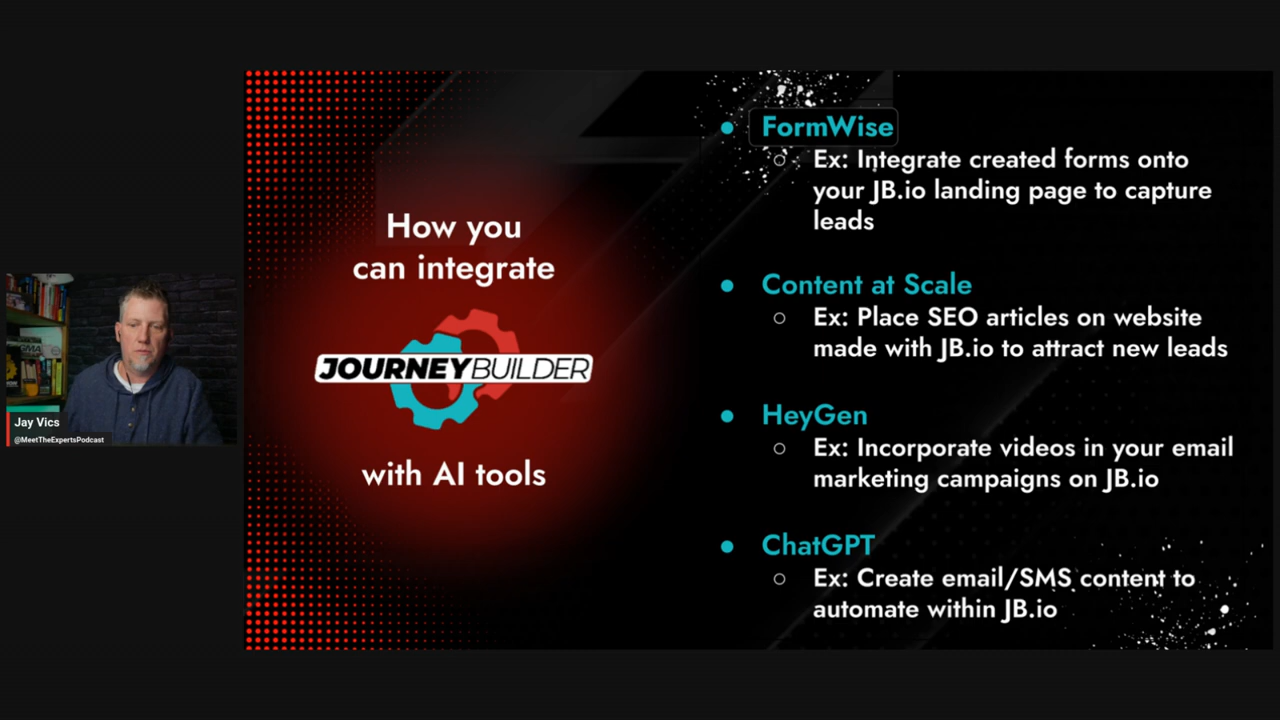 How you
can integrate
JOURNEYBUILDER
with AI tools
FormWise
Ex: Integrate created forms onto
your JB.io landing page to capture
leads
Content at Scale
Ex: Place SEO articles on website
made with JB.io to attract new leads
HeyGen
Ex: Incorporate videos in your email
marketing campaigns on JB.io
ChatGPT
Ex: Create email/SMS content to
automate within JB.io
Jay Vics
@MeetTheExpertsPodcast